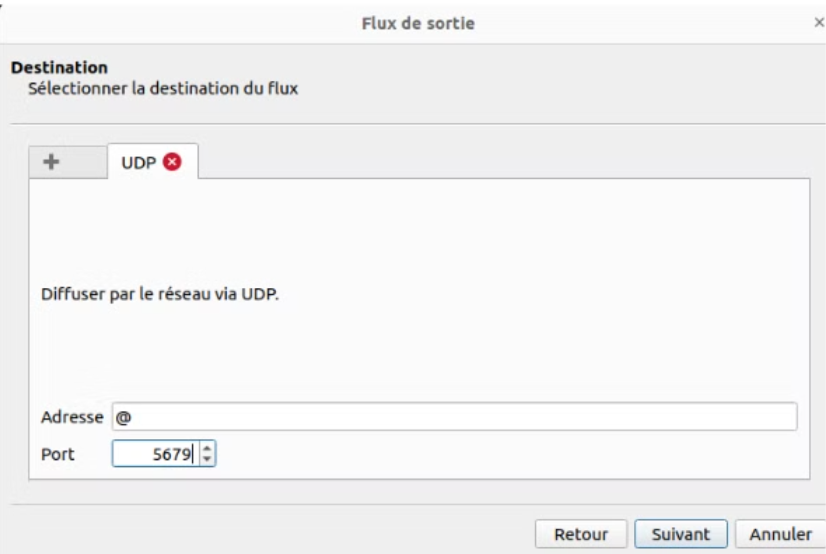 Flux de sortie
Destination
Sélectionner la destination du flux
UDP
Diffuser par le réseau via UDP.
Adresse @
Port 5679
Retour Suivant Annuler